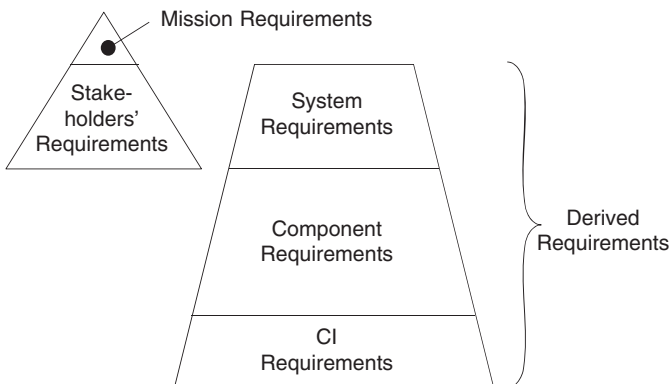 Mission Requirements
Stake-
holders'
Requirements
System
Requirements
Component
Requirements
CI
Requirements
Derived
Requirements